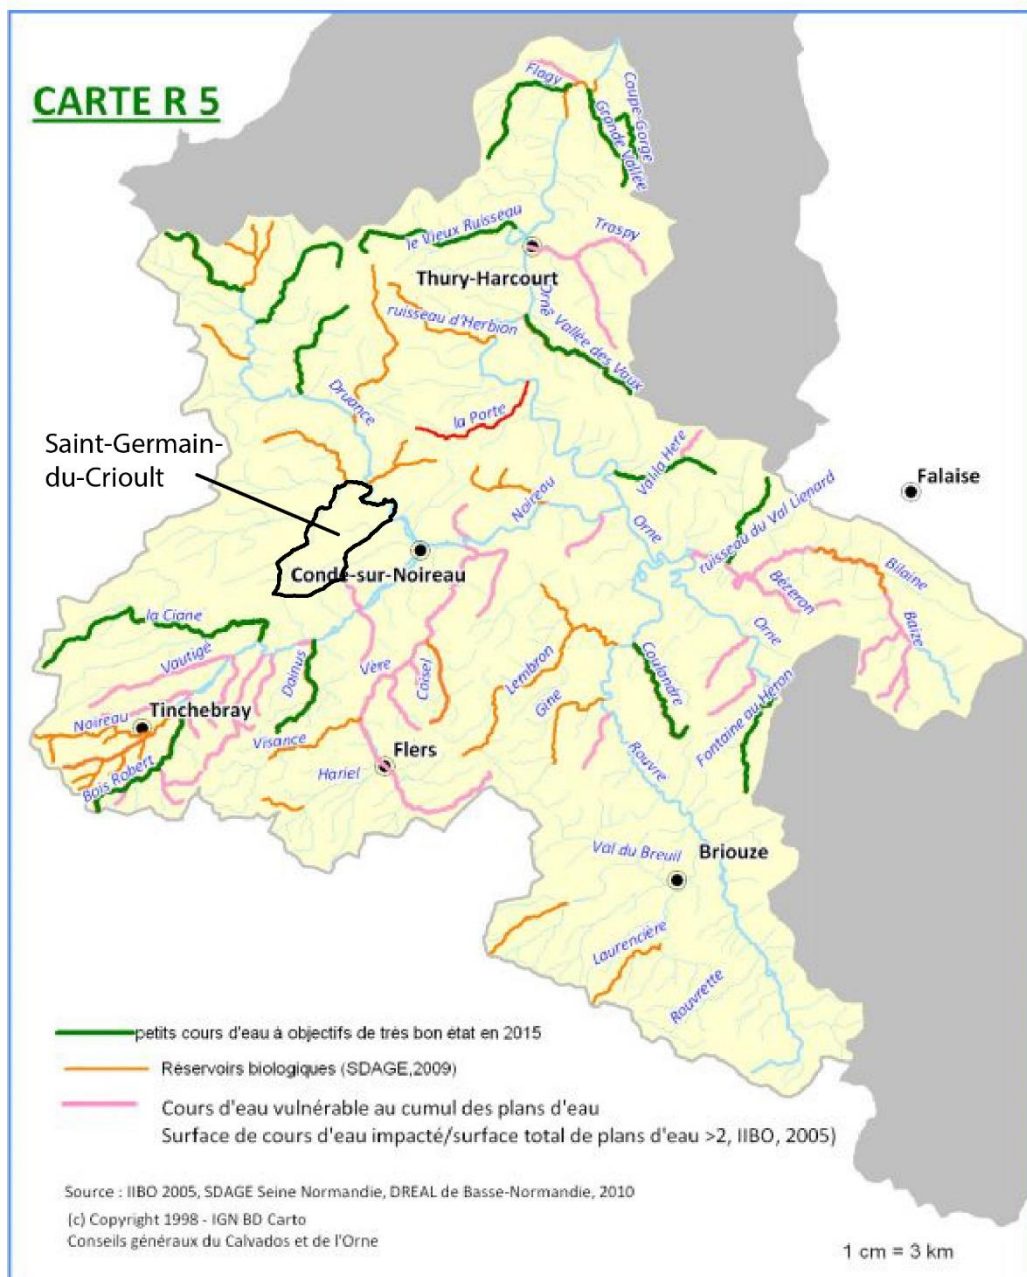 CARTE R 5
Flagy
Coupe-Gorge
Grande Vallée
le Vieux Ruisseau
Traspy
Thury-Harcourt
Orne
ruisseau d'Herbion
Vallée des Vaux
Druance
la Porte
Saint-Germain-
du-Crioult
Val la Hère
Falaise
Noireau
Orne
ruisseau du Val Lienard
Condé-sur-Noireau
Bilaine
Bézeron
la Ciane
Orne
Baize
Vautigé
Dainus
Vère
Caisel
Lembron
Coulandre
Gine
Fontaine au Héron
Noireau
Tinchebray
Visance
Flers
Rouvre
Bois Robert
Hariel
Val du Breuil
Briouze
Laurencière
Rouvrette
petits cours d'eau à objectifs de très bon état en 2015
Réservoirs biologiques (SDAGE,2009)
Cours d'eau vulnérable au cumul des plans d'eau
Surface de cours d'eau impacté/surface total de plans d'eau >2, IIBO, 2005)
Source : IIBO 2005, SDAGE Seine Normandie, DREAL de Basse-Normandie, 2010
(c) Copyright 1998 - IGN BD Carto
Conseils généraux du Calvados et de l'Orne
1 cm = 3 km